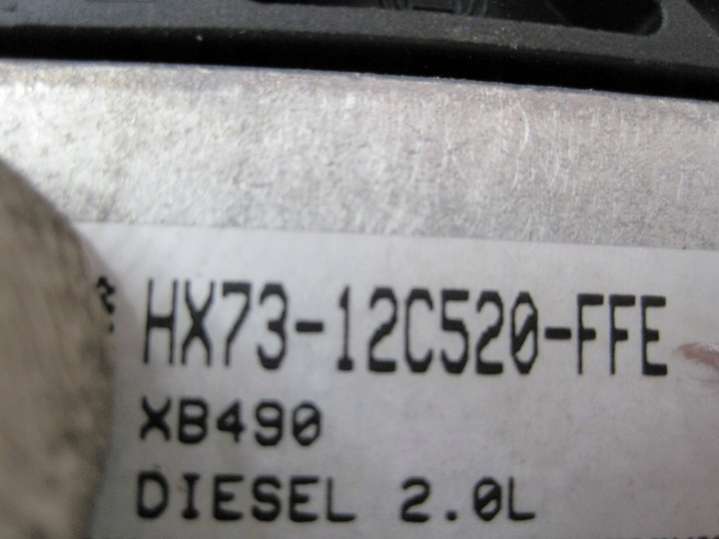 HX73-12C520-FFE
XB490
DIESEL 2.0L